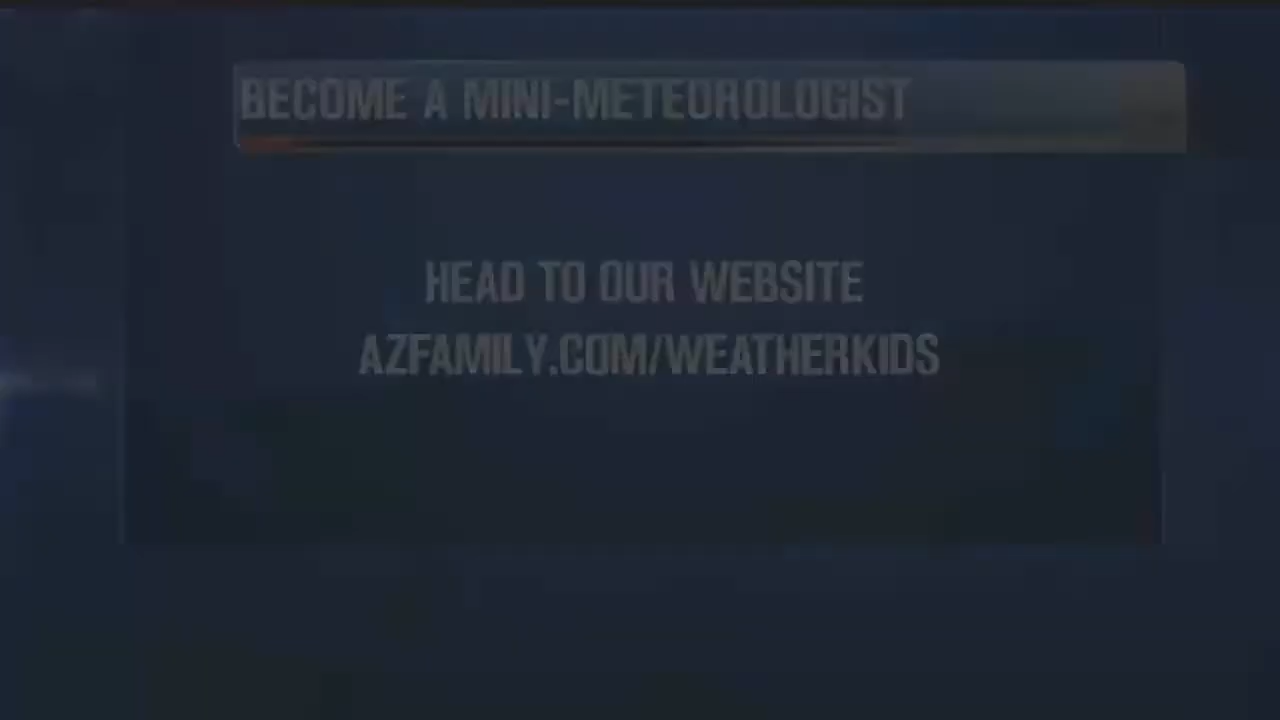 BECOME A MINI-METEOROLOGIST
HEAD TO OUR WEBSITE
AZFAMILY.COM/WEATHERKIDS